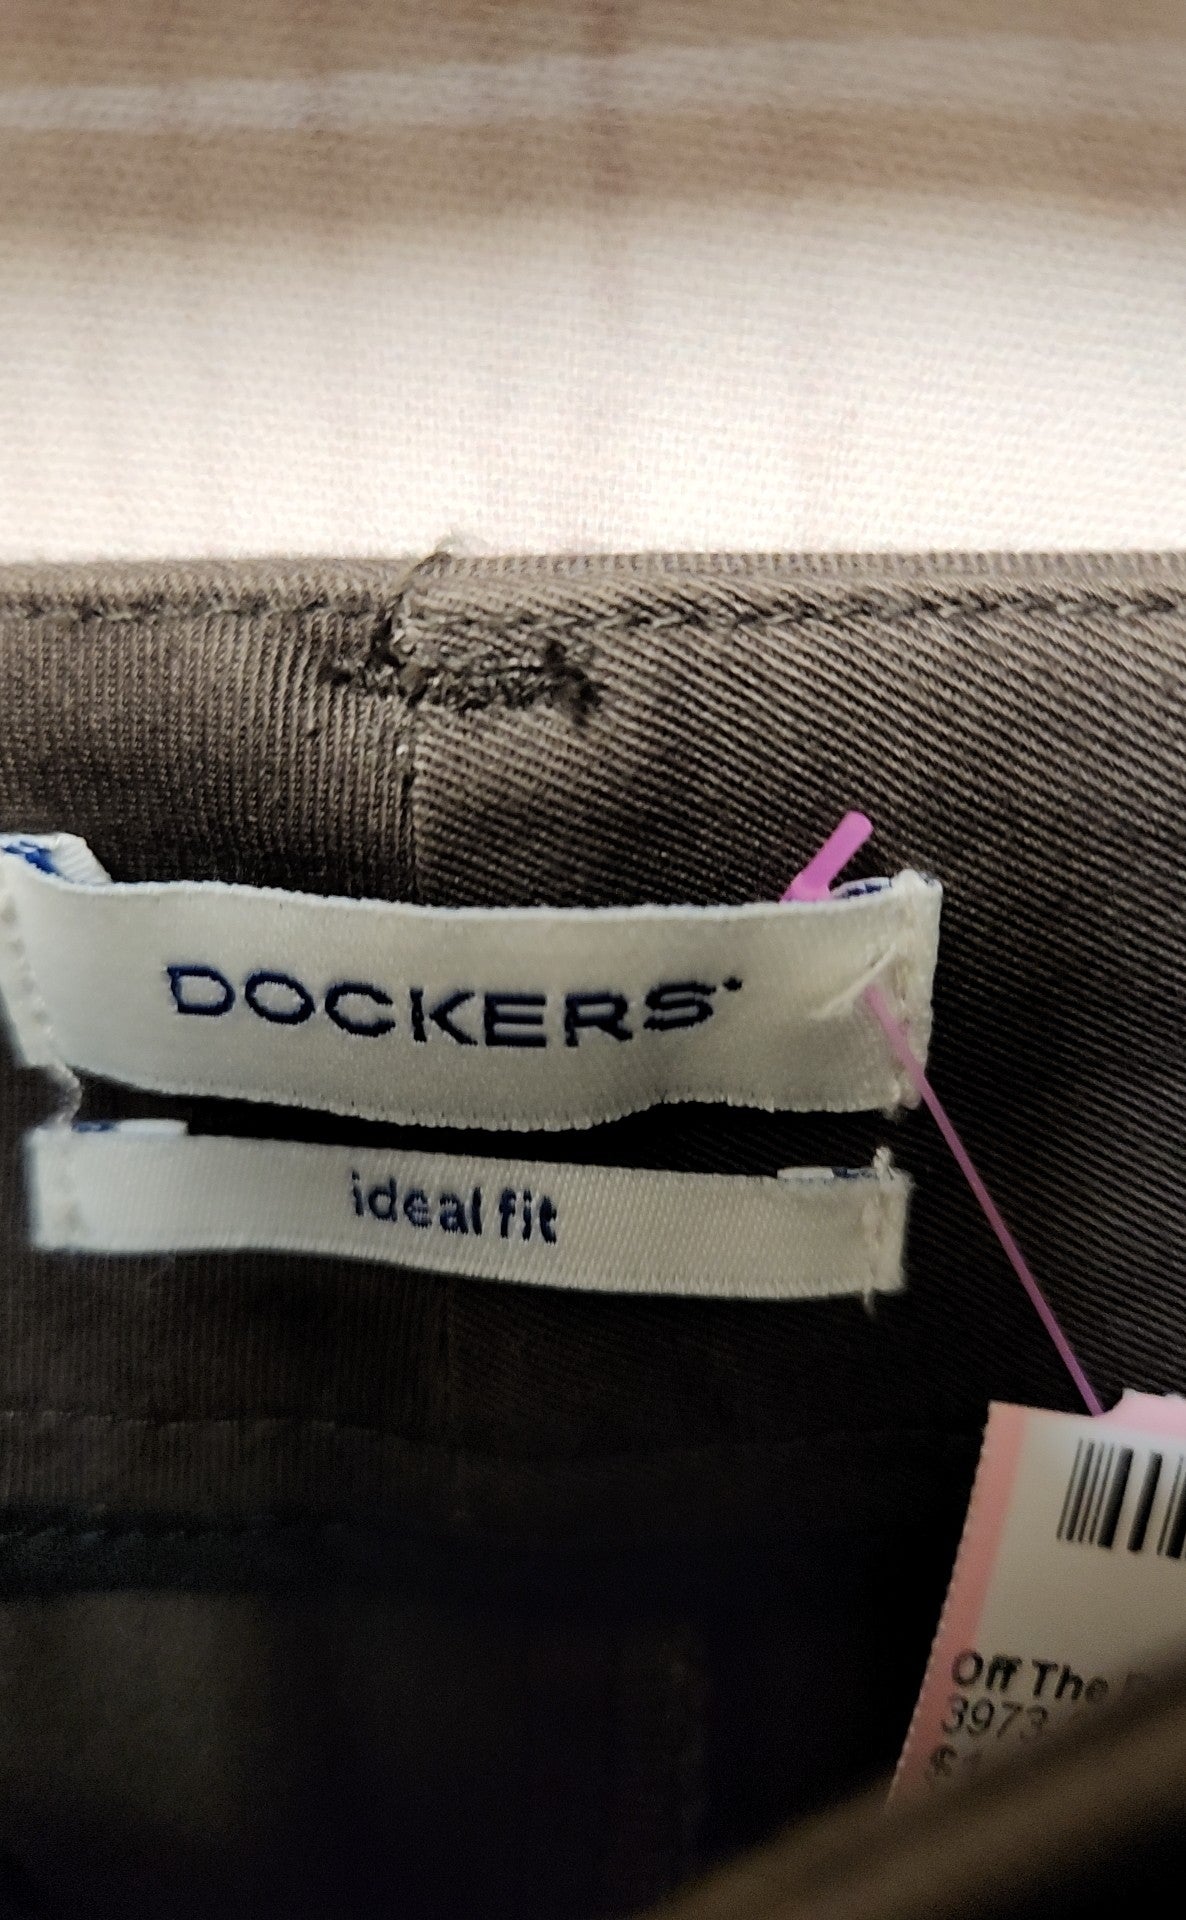 DOCKERS
ideal fit
Off The
3973